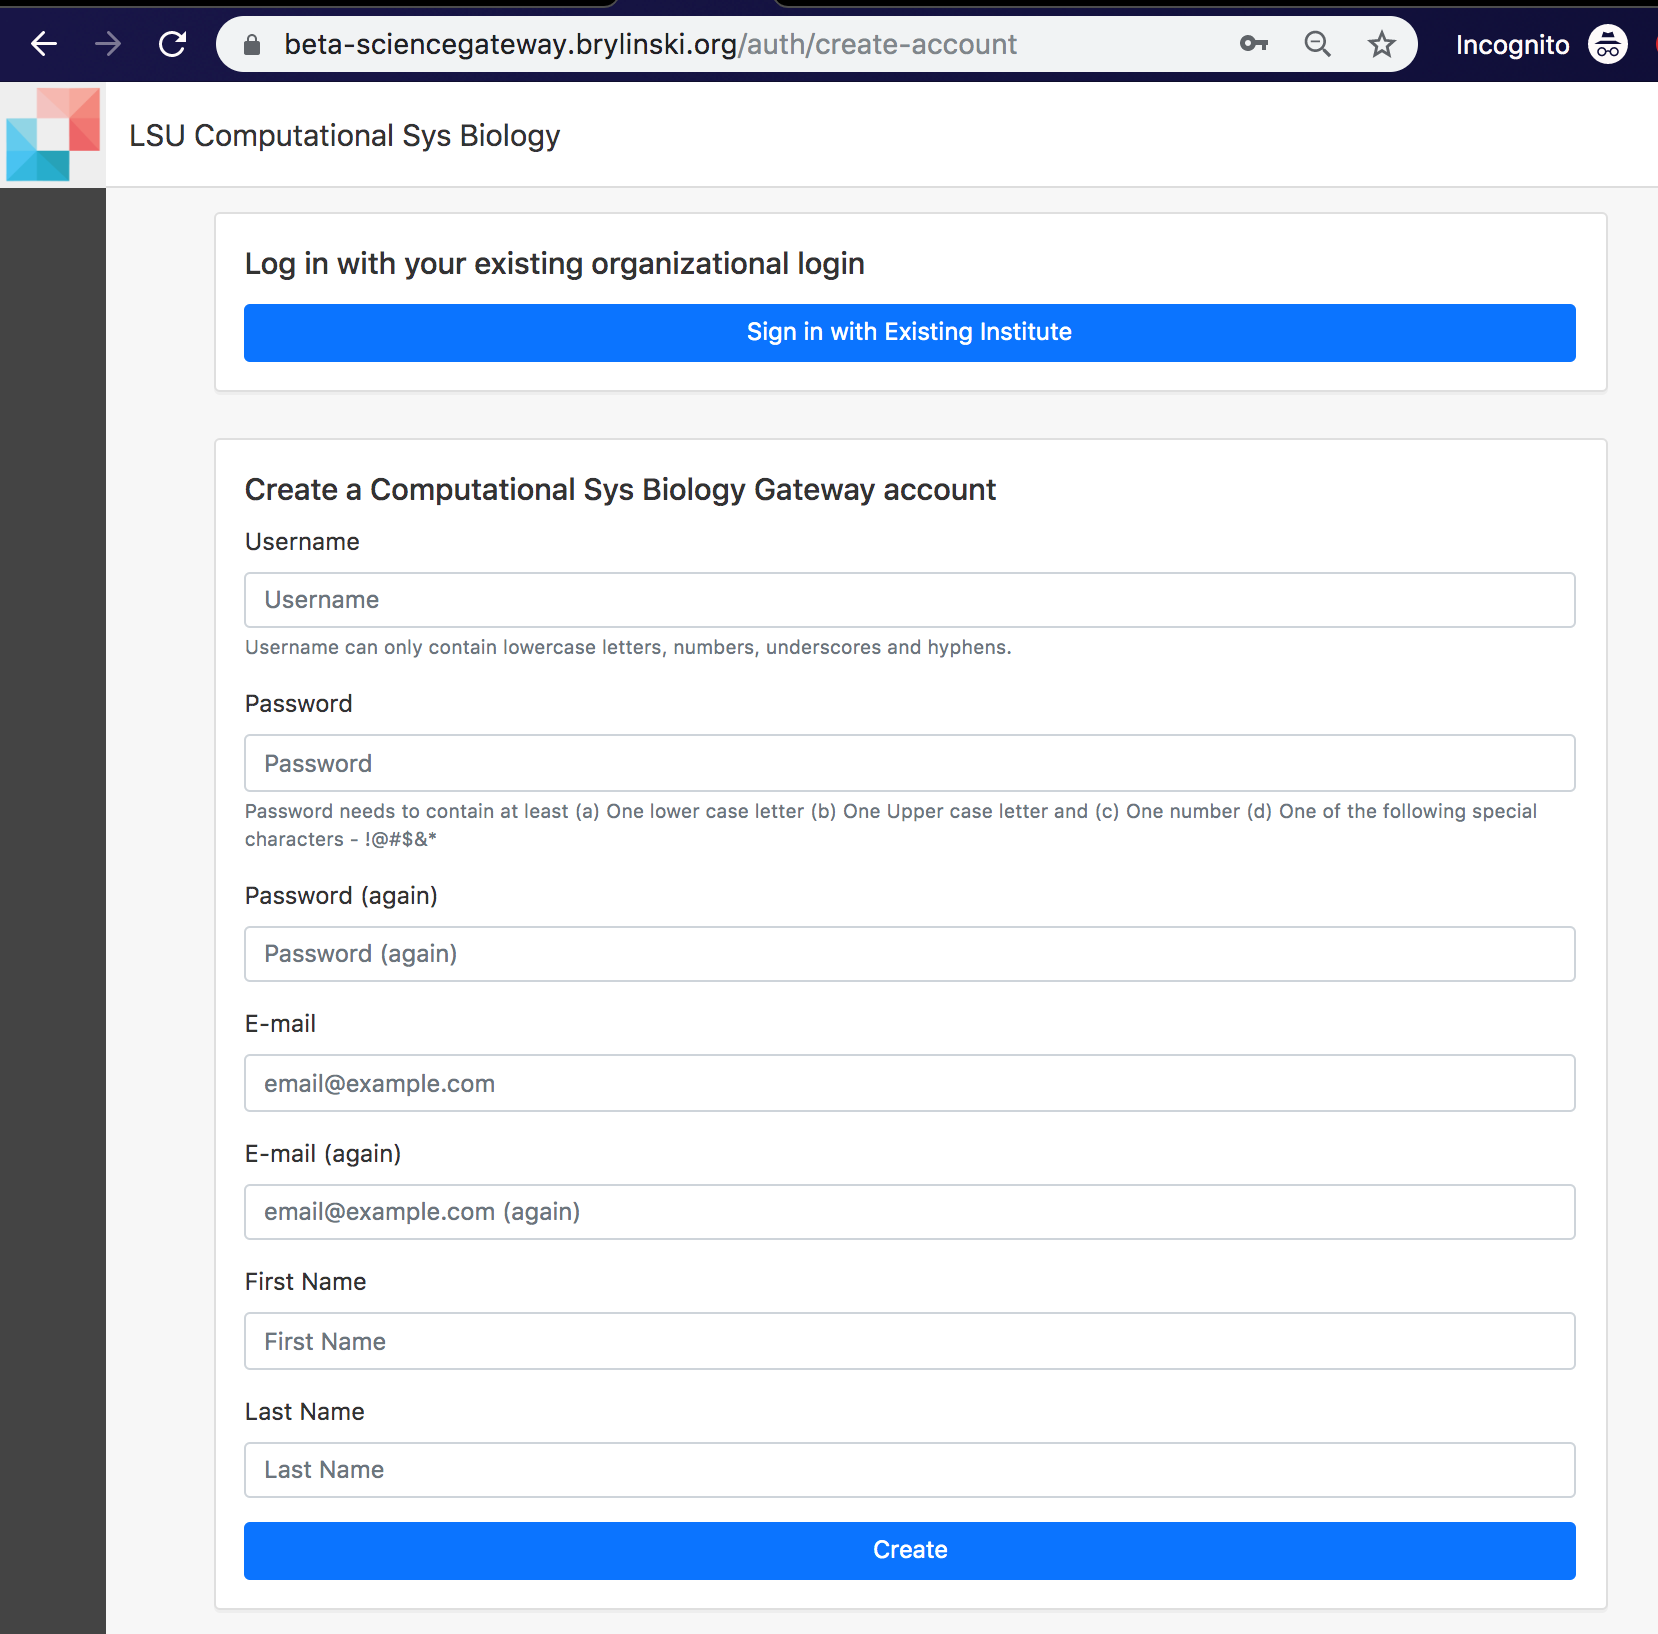 beta-sciencegateway.brylinski.org/auth/create-account
Incognito
LSU Computational Sys Biology
Log in with your existing organizational login
Sign in with Existing Institute
Create a Computational Sys Biology Gateway account
Username
Username
Username can only contain lowercase letters, numbers, underscores and hyphens.
Password
Password
Password needs to contain at least (a) One lower case letter (b) One Upper case letter and (c) One number (d) One of the following special
characters - !@#$&*
Password (again)
Password (again)
E-mail
email@example.com
E-mail (again)
email@example.com (again)
First Name
First Name
Last Name
Last Name
Create